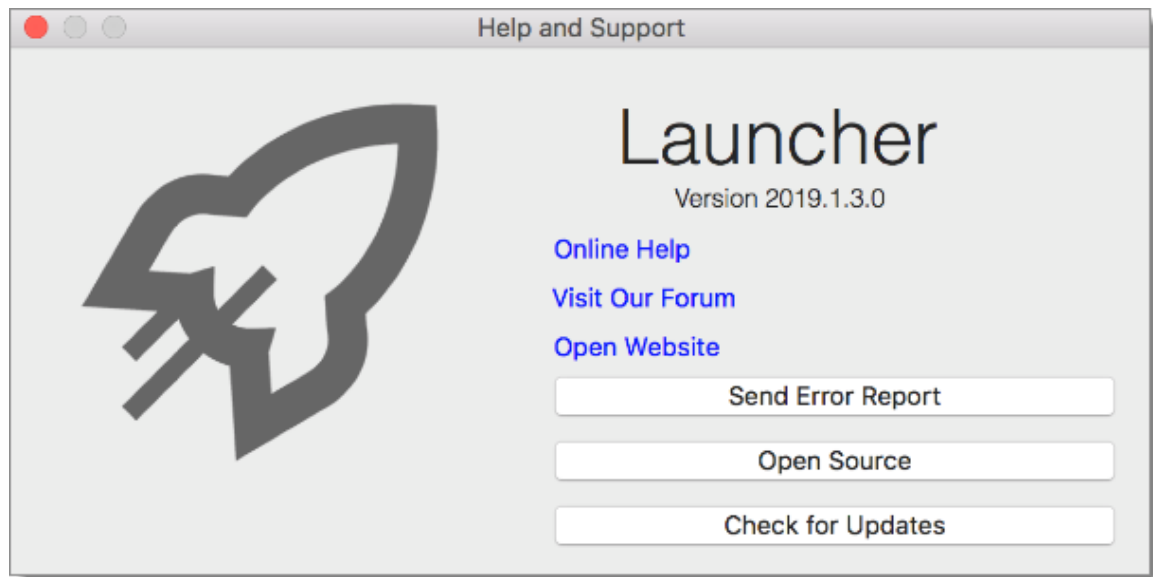 Help and Support
Launcher
Version 2019.1.3.0
Online Help
Visit Our Forum
Open Website
Send Error Report
Open Source
Check for Updates